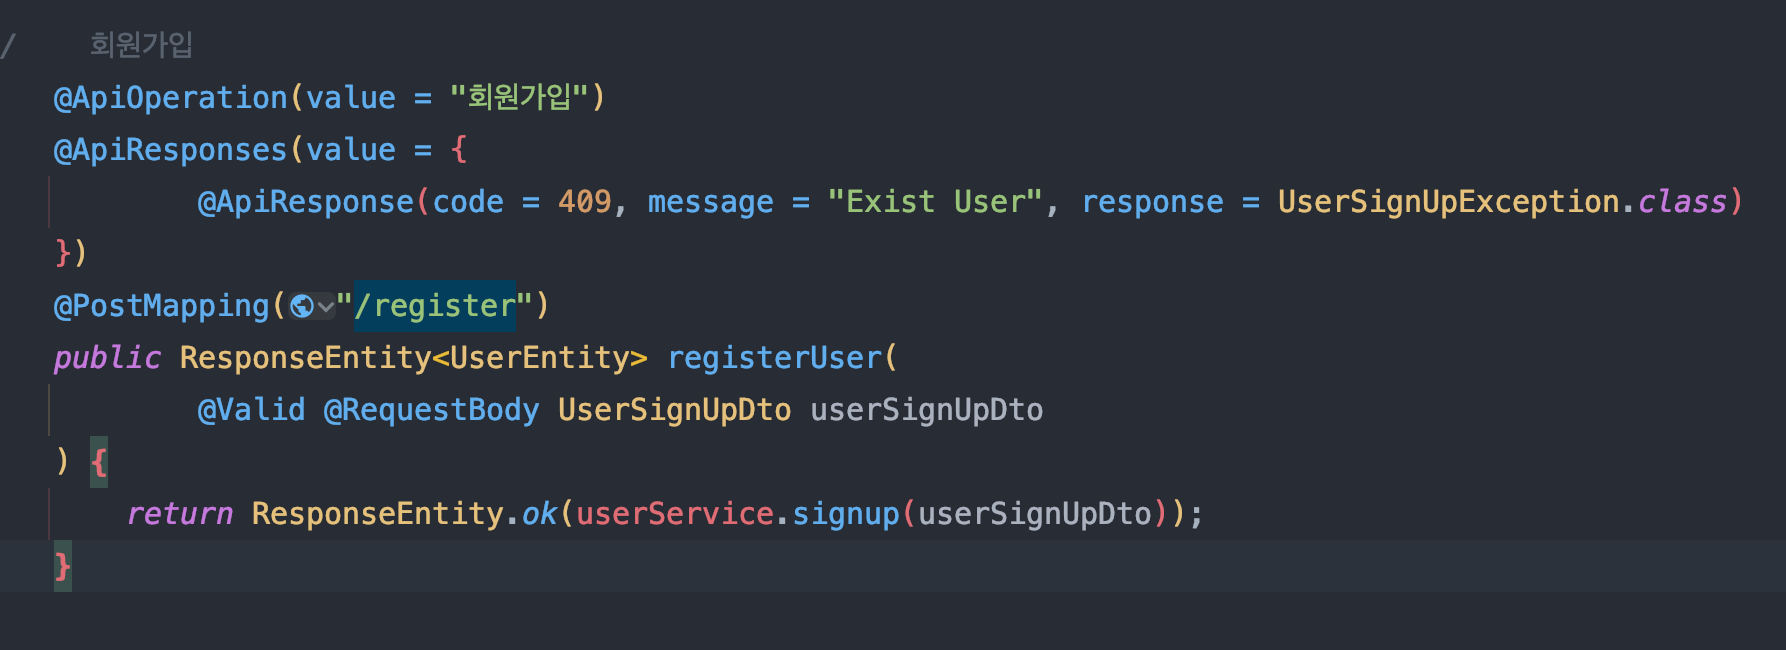 / 회원가입
@ApiOperation(value = "회원가입")
@ApiResponses(value = {
@ApiResponse(code = 409, message = "Exist User", response = UserSignUpException.class)
})
@PostMapping("/register")
public ResponseEntity<UserEntity> registerUser(
@Valid @RequestBody UserSignUpDto userSignUpDto
) {
return ResponseEntity.ok(userService.signup(userSignUpDto));
}